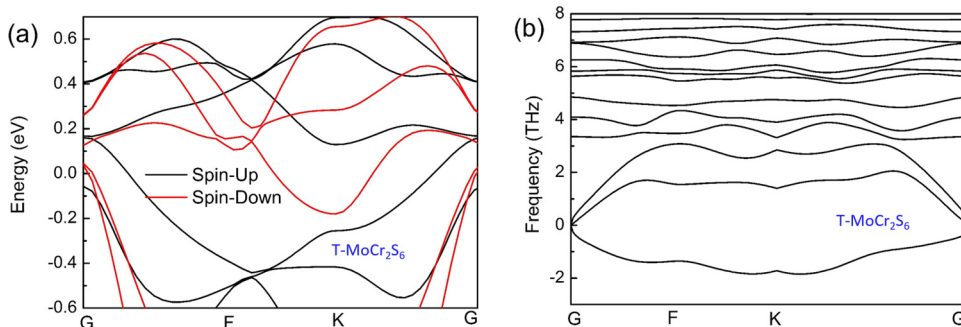 (a)
Energy (eV)
0.6
0.4
0.2
0.0
-0.2
-0.4
-0.6
Spin-Up
Spin-Down
T-MoCr₂S₆
G F K G
(b)
Frequency (THz)
8
6
4
2
0
-2
T-MoCr₂S₆
G F K G